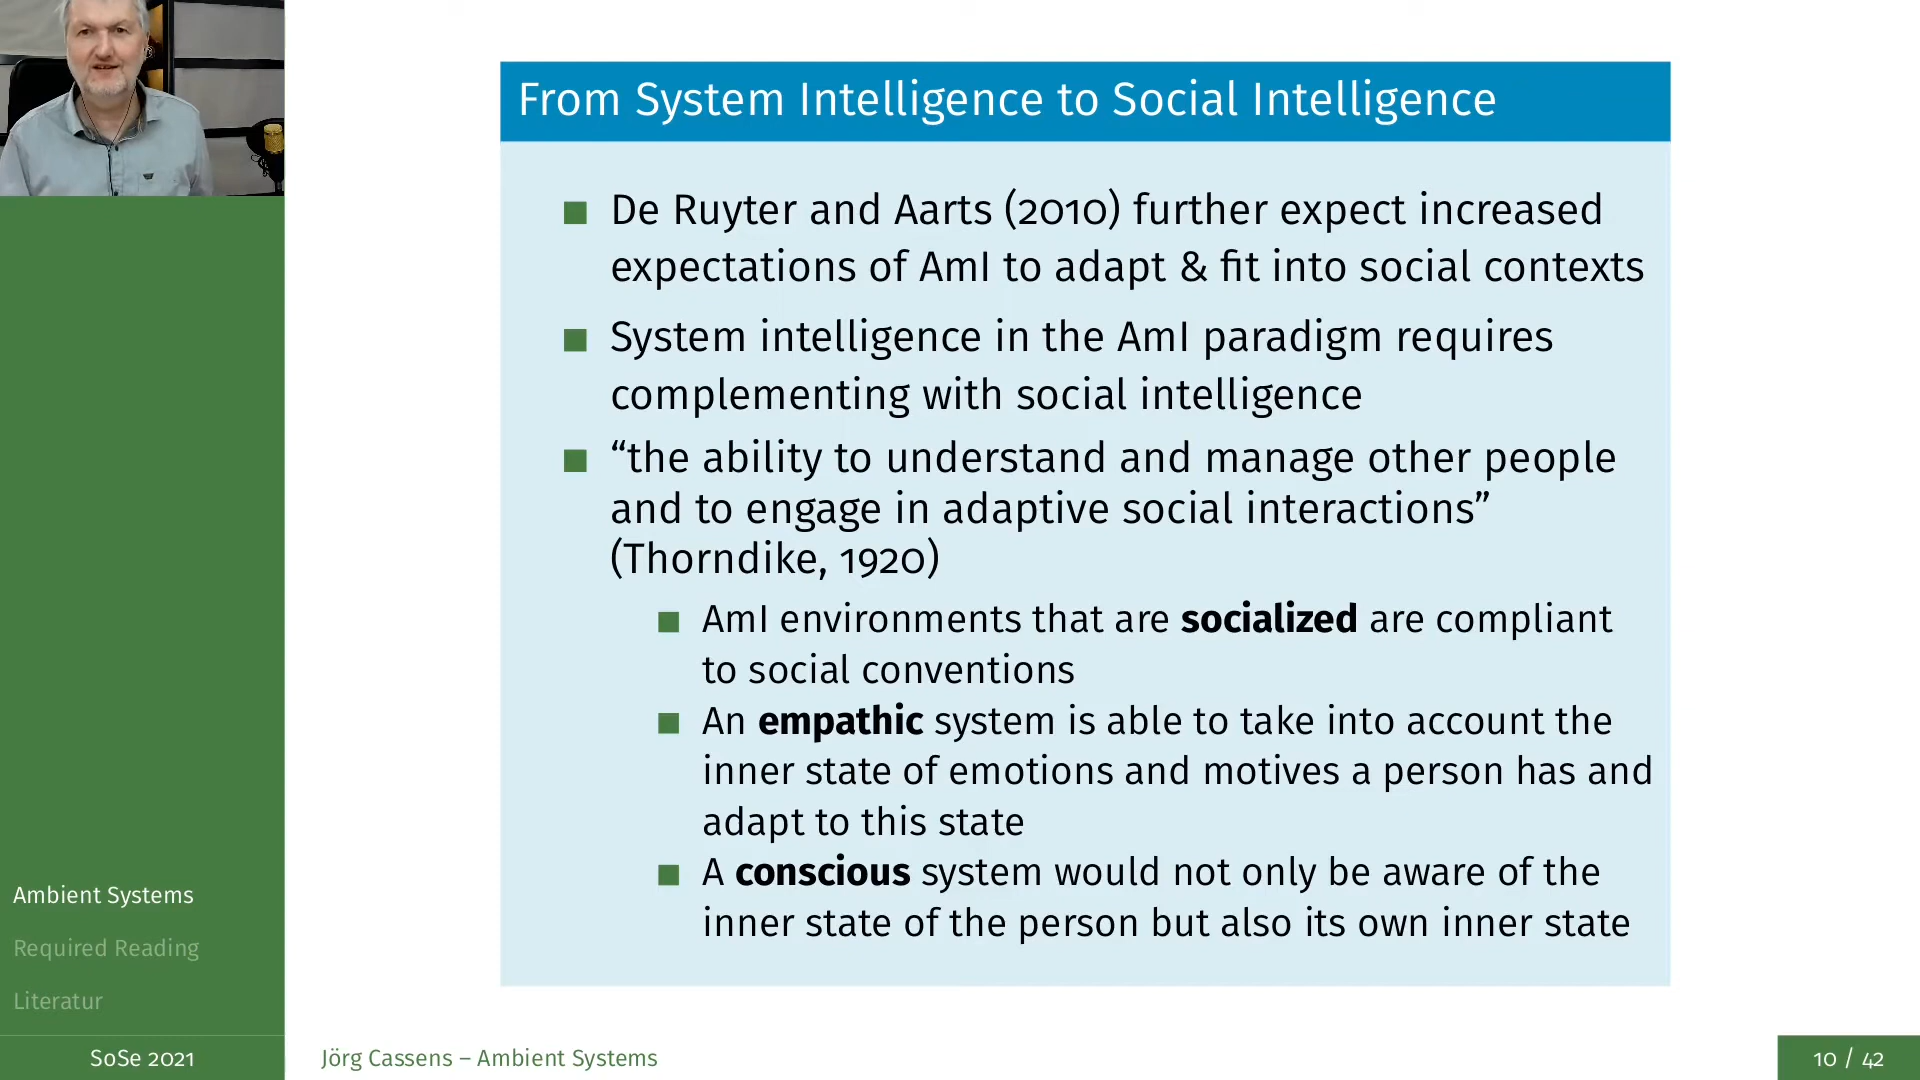 From System Intelligence to Social Intelligence
■ De Ruyter and Aarts (2010) further expect increased
expectations of AmI to adapt & fit into social contexts
■ System intelligence in the AmI paradigm requires
complementing with social intelligence
■ “the ability to understand and manage other people
and to engage in adaptive social interactions”
(Thorndike, 1920)
■ AmI environments that are socialized are compliant
to social conventions
■ An empathic system is able to take into account the
inner state of emotions and motives a person has and
adapt to this state
■ A conscious system would not only be aware of the
inner state of the person but also its own inner state
Ambient Systems
Required Reading
Literatur
SoSe 2021
Jörg Cassens – Ambient Systems
10 / 42